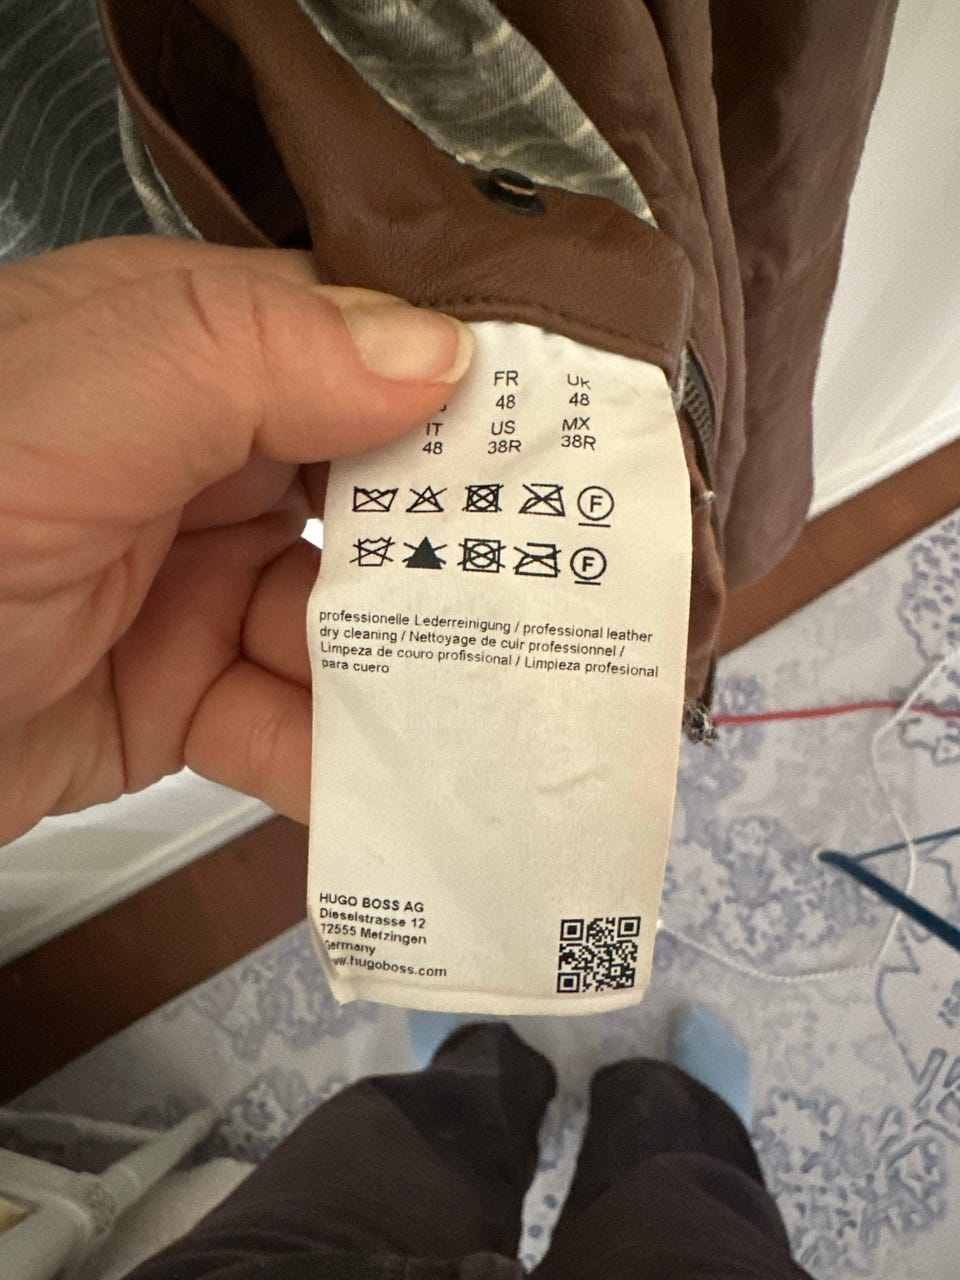 FR UK
48 48
IT US MX
48 38R 38R
F
F
professionelle Lederreinigung / professional leather
dry cleaning / Nettoyage de cuir professionnel /
Limpeza de couro profissional / Limpieza profesional
para cuero
HUGO BOSS AG
Dieselstrasse 12
72555 Metzingen
Germany
www.hugoboss.com